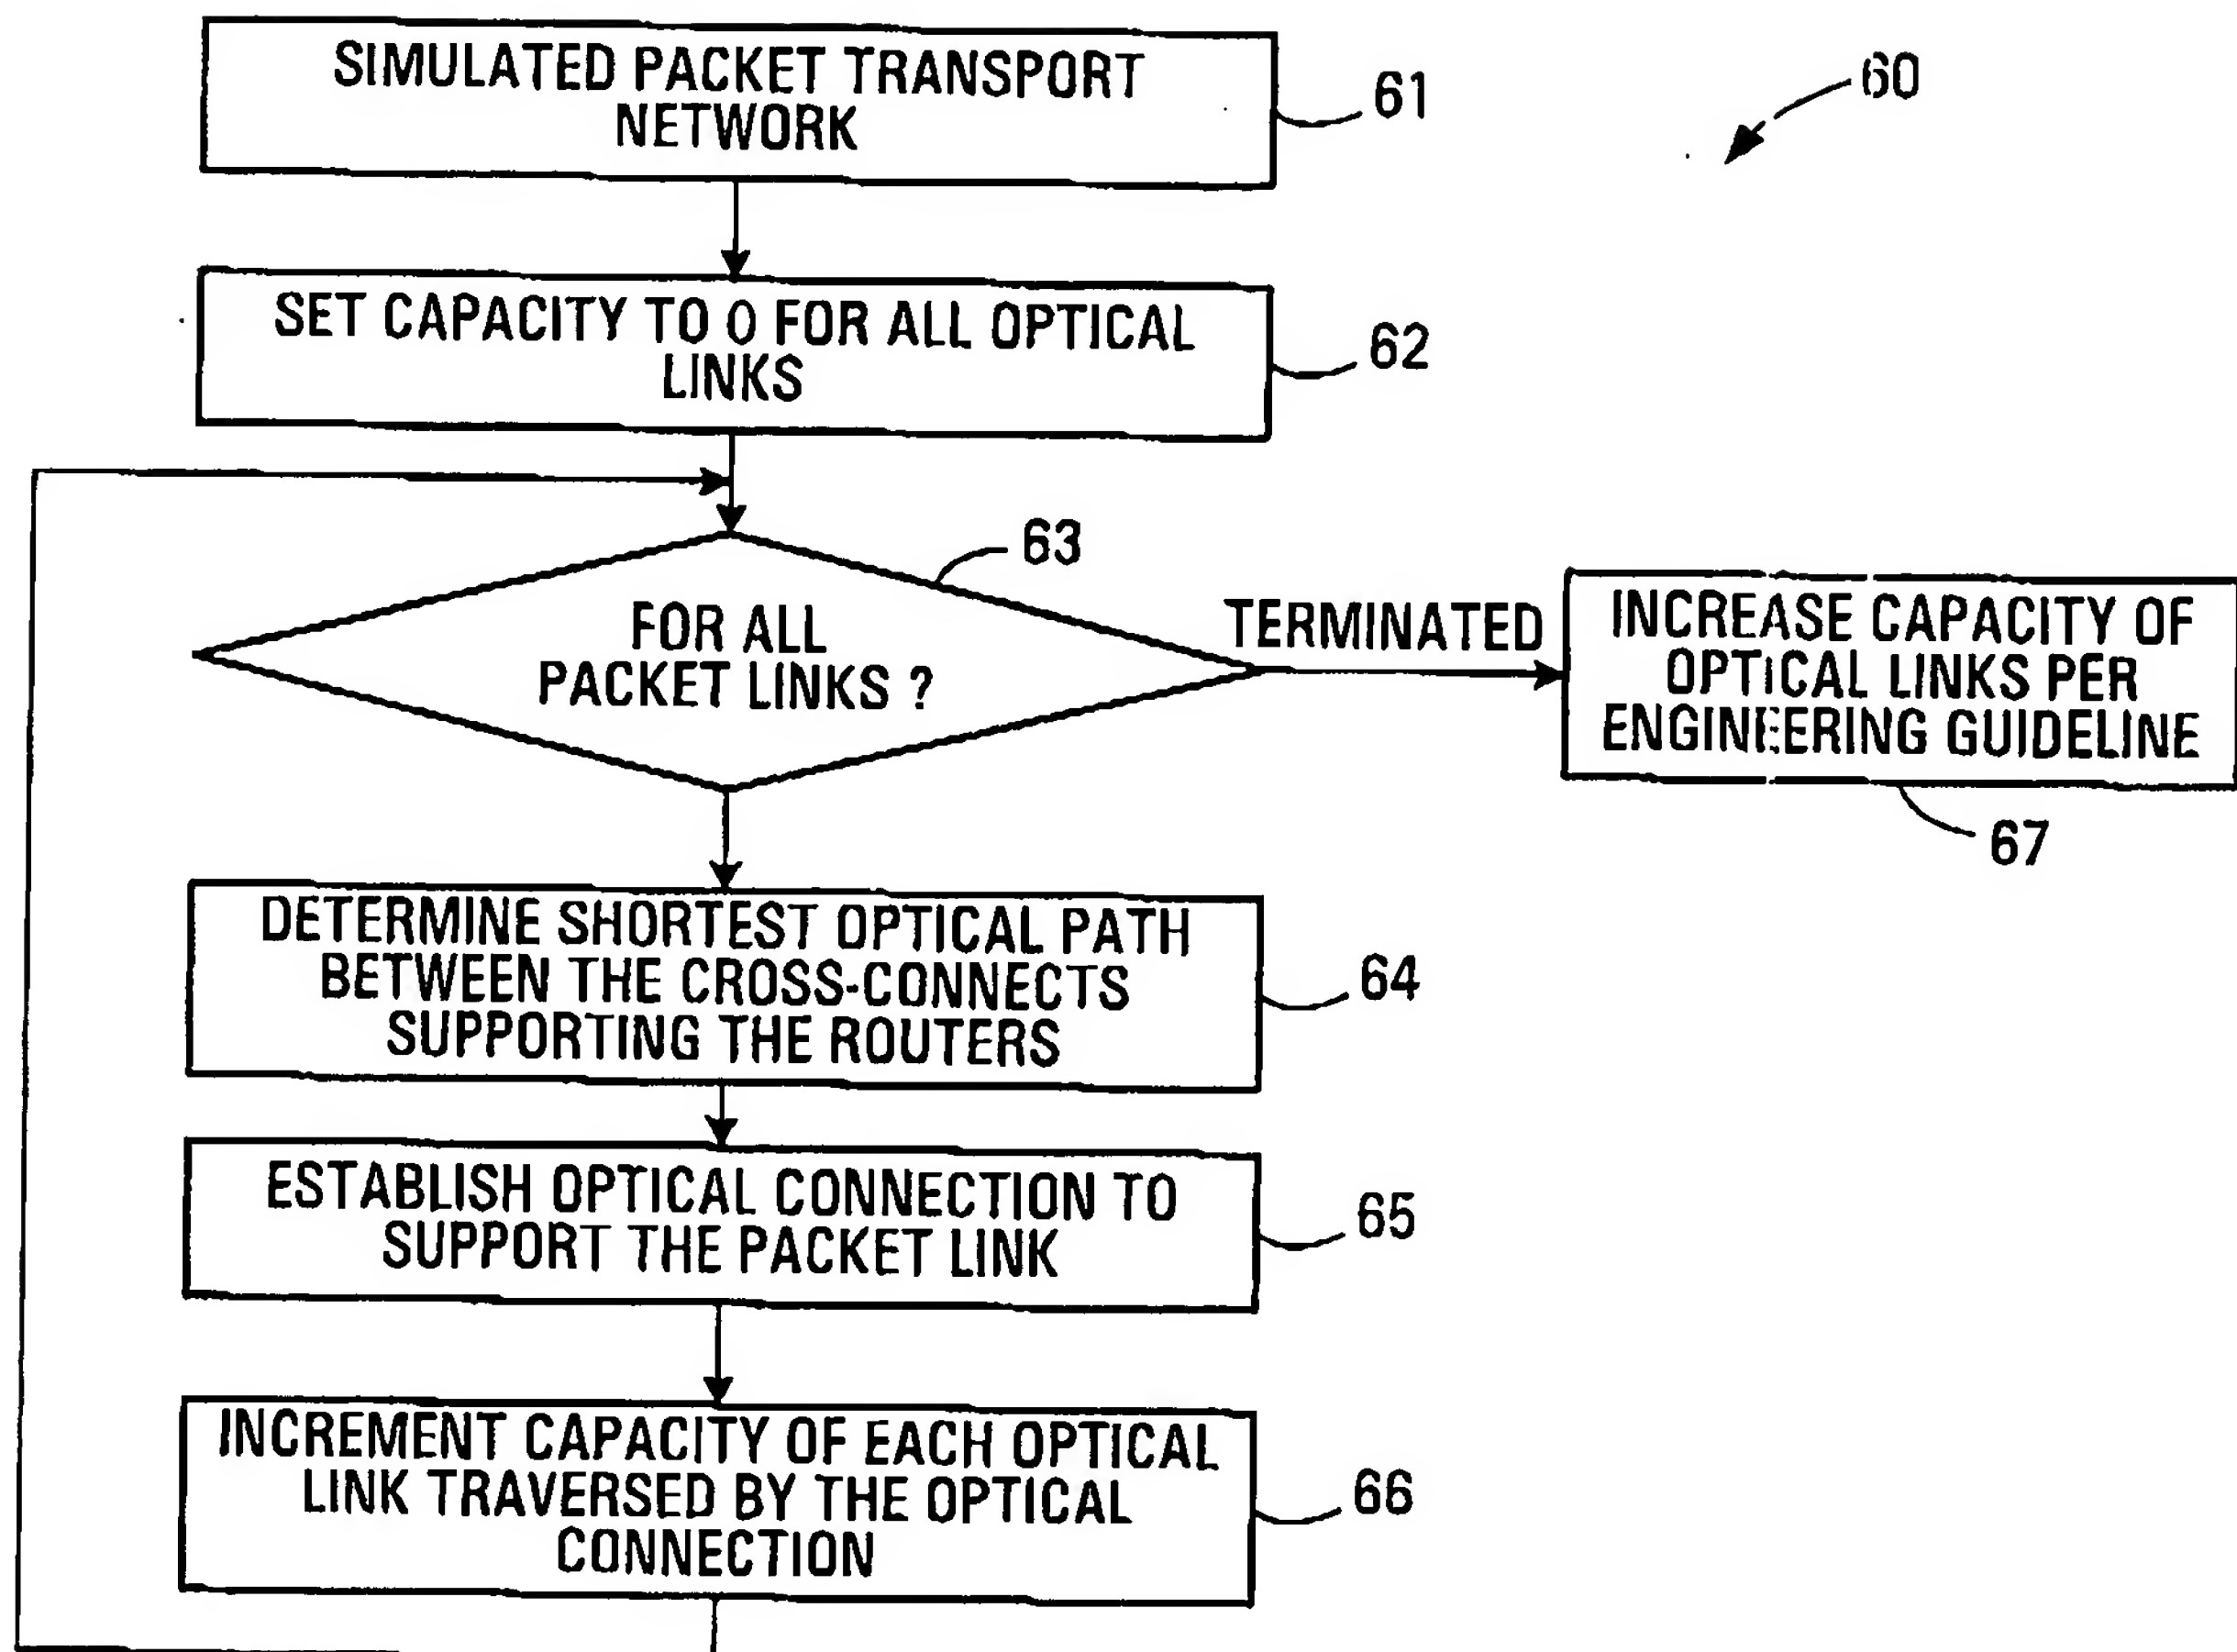 SIMULATED PACKET TRANSPORT
NETWORK
61
60
SET CAPACITY TO 0 FOR ALL OPTICAL
LINKS
62
63
FOR ALL
PACKET LINKS ?
TERMINATED
INCREASE CAPACITY OF
OPTICAL LINKS PER
ENGINEERING GUIDELINE
67
DETERMINE SHORTEST OPTICAL PATH
BETWEEN THE CROSS-CONNECTS
SUPPORTING THE ROUTERS
64
ESTABLISH OPTICAL CONNECTION TO
SUPPORT THE PACKET LINK
65
INCREMENT CAPACITY OF EACH OPTICAL
LINK TRAVERSED BY THE OPTICAL
CONNECTION
66